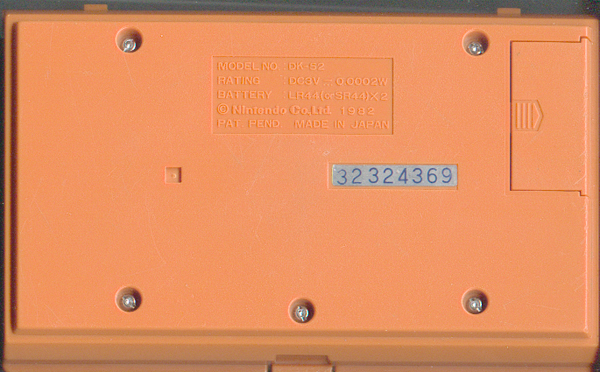 MODEL NO. DK-52
RATING DC3V⎓0.0002W
BATTERY LR44(or SR44)×2
©Nintendo Co.,Ltd. 1982
PAT PEND MADE IN JAPAN
32324369